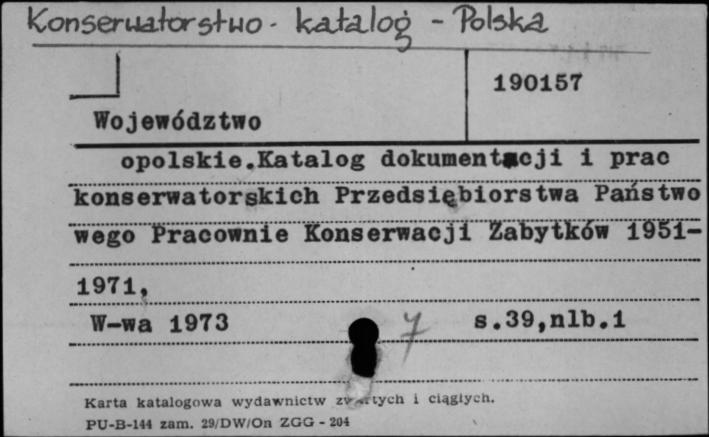 Konserwatorstwo - katalog - Polska
190157
Województwo
opolskie.Katalog dokumentacji i prac
konserwatorskich Przedsiębiorstwa Państwo
wego Pracownie Konserwacji Zabytków 1951-
1971,
W-wa 1973 s.39,nlb.1
7
Karta katalogowa wydawnictw zwartych i ciągłych.
PU-B-144 zam. 29/DW/On ZGG - 204